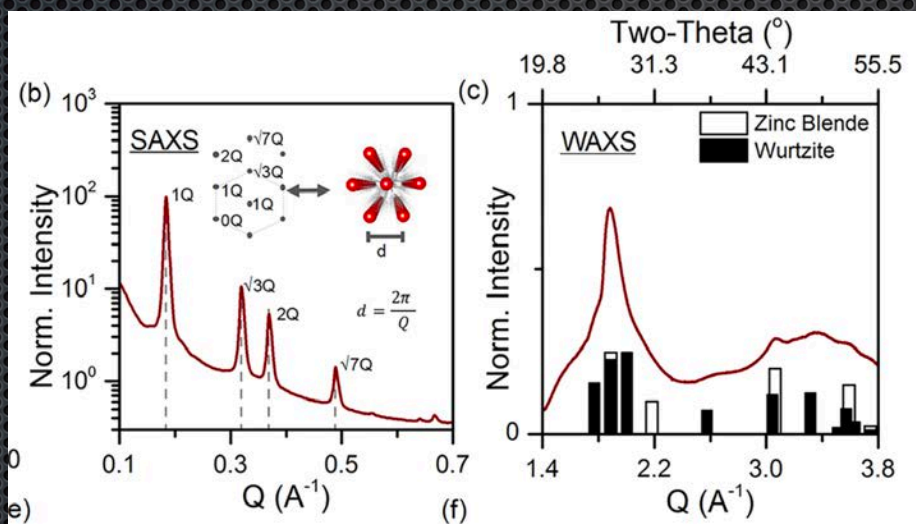 Two-Theta (°)
19.8 31.3 43.1 55.5
(b)
SAXS
10³
10²
10¹
10⁰
Norm. Intensity
1Q
√3Q
2Q
√7Q
√7Q
2Q
√3Q
1Q
1Q
0Q
d
d = 2π/Q
0.1 0.3 0.5 0.7
Q (A⁻¹)
(c)
WAXS
Zinc Blende
Wurtzite
1
0
Norm. Intensity
1.4 2.2 3.0 3.8
Q (A⁻¹)
0
e)
(f)